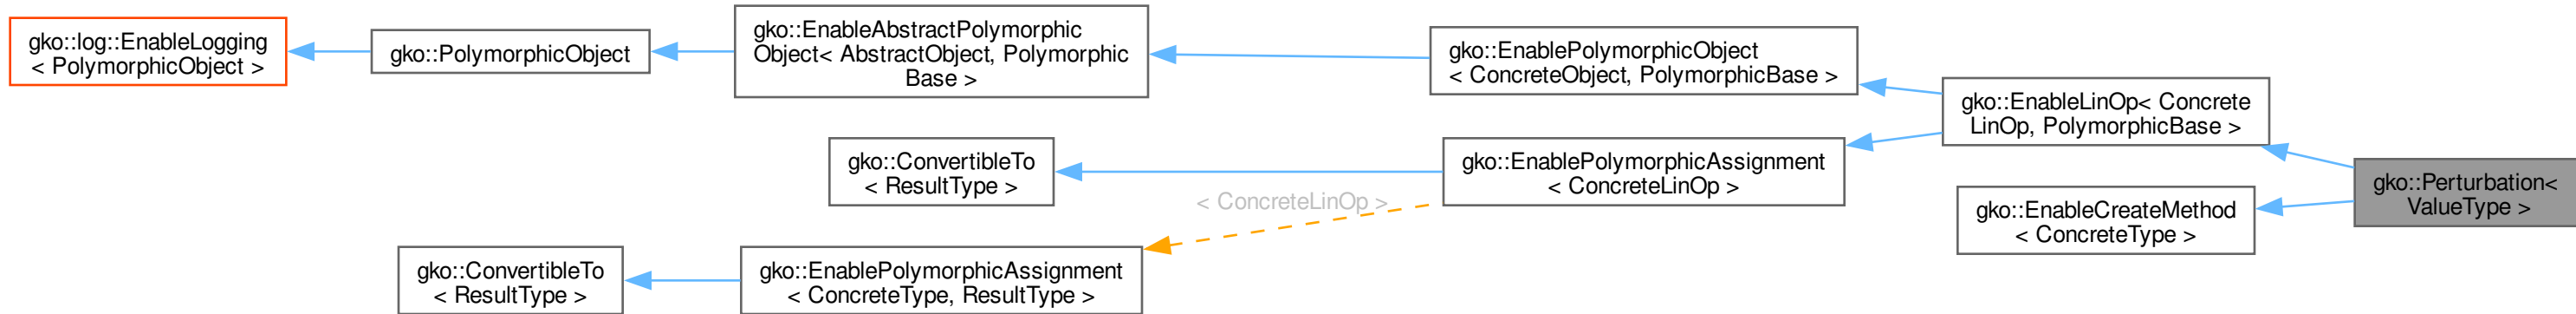 gko::log::EnableLogging
< PolymorphicObject >
gko::PolymorphicObject
gko::EnableAbstractPolymorphic
Object< AbstractObject, Polymorphic
Base >
gko::EnablePolymorphicObject
< ConcreteObject, PolymorphicBase >
gko::EnableLinOp< Concrete
LinOp, PolymorphicBase >
gko::ConvertibleTo
< ResultType >
gko::EnablePolymorphicAssignment
< ConcreteLinOp >
gko::Perturbation<
ValueType >
< ConcreteLinOp >
gko::EnableCreateMethod
< ConcreteType >
gko::ConvertibleTo
< ResultType >
gko::EnablePolymorphicAssignment
< ConcreteType, ResultType >